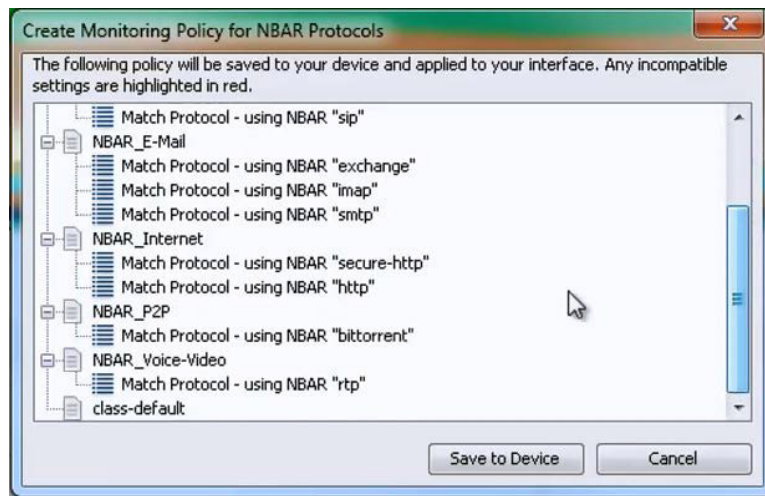 Create Monitoring Policy for NBAR Protocols
The following policy will be saved to your device and applied to your interface. Any incompatible
settings are highlighted in red.
Match Protocol - using NBAR "sip"
NBAR_E-Mail
Match Protocol - using NBAR "exchange"
Match Protocol - using NBAR "imap"
Match Protocol - using NBAR "smtp"
NBAR_Internet
Match Protocol - using NBAR "secure-http"
Match Protocol - using NBAR "http"
NBAR_P2P
Match Protocol - using NBAR "bittorrent"
NBAR_Voice-Video
Match Protocol - using NBAR "rtp"
class-default
Save to Device
Cancel